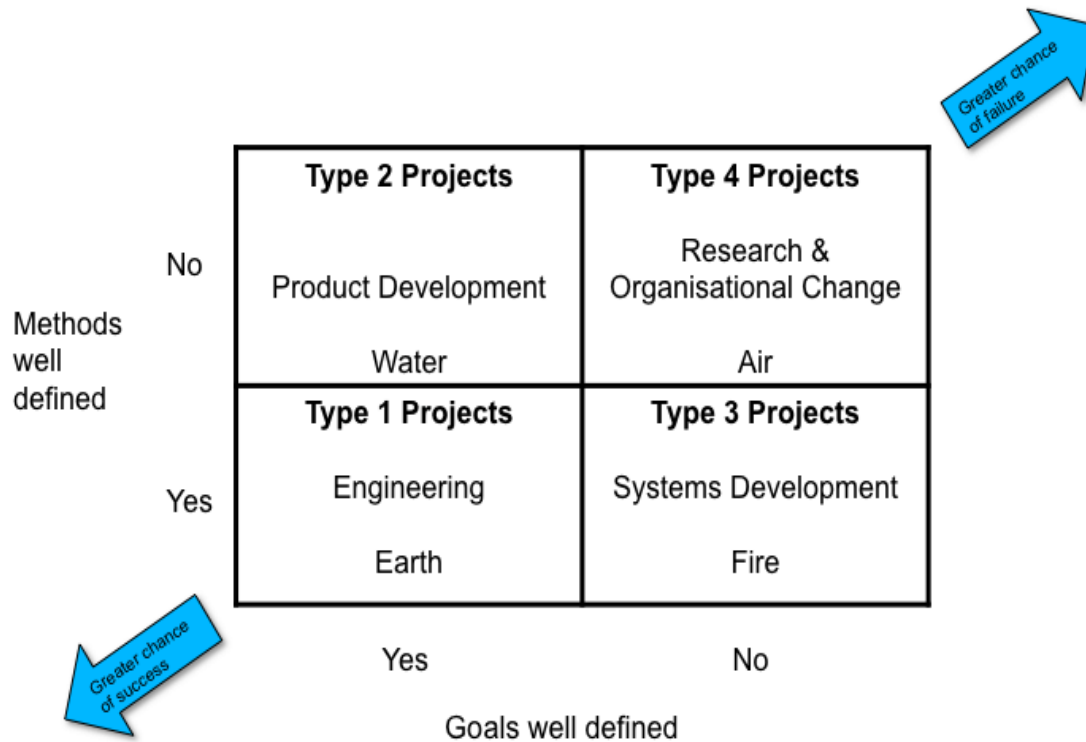 Greater chance
of failure
Type 2 Projects
Type 4 Projects
No
Product Development
Research &
Organisational Change
Methods
well
defined
Water
Air
Type 1 Projects
Type 3 Projects
Yes
Engineering
Systems Development
Earth
Fire
Greater chance
of success
Yes
No
Goals well defined